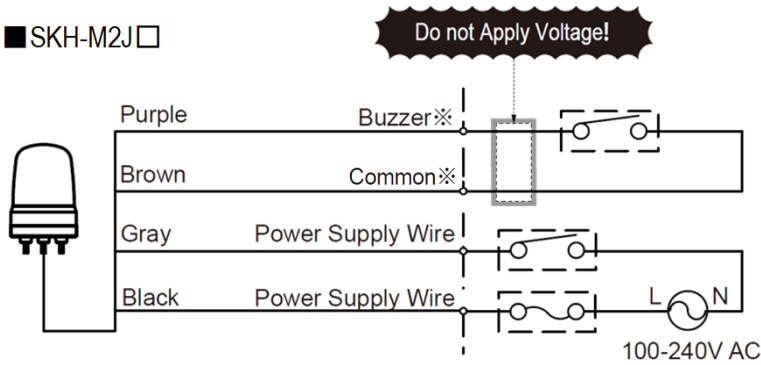 ■SKH-M2J□
Do not Apply Voltage!
Purple
Buzzer※
Brown
Common※
Gray
Power Supply Wire
Black
Power Supply Wire
L
N
100-240V AC